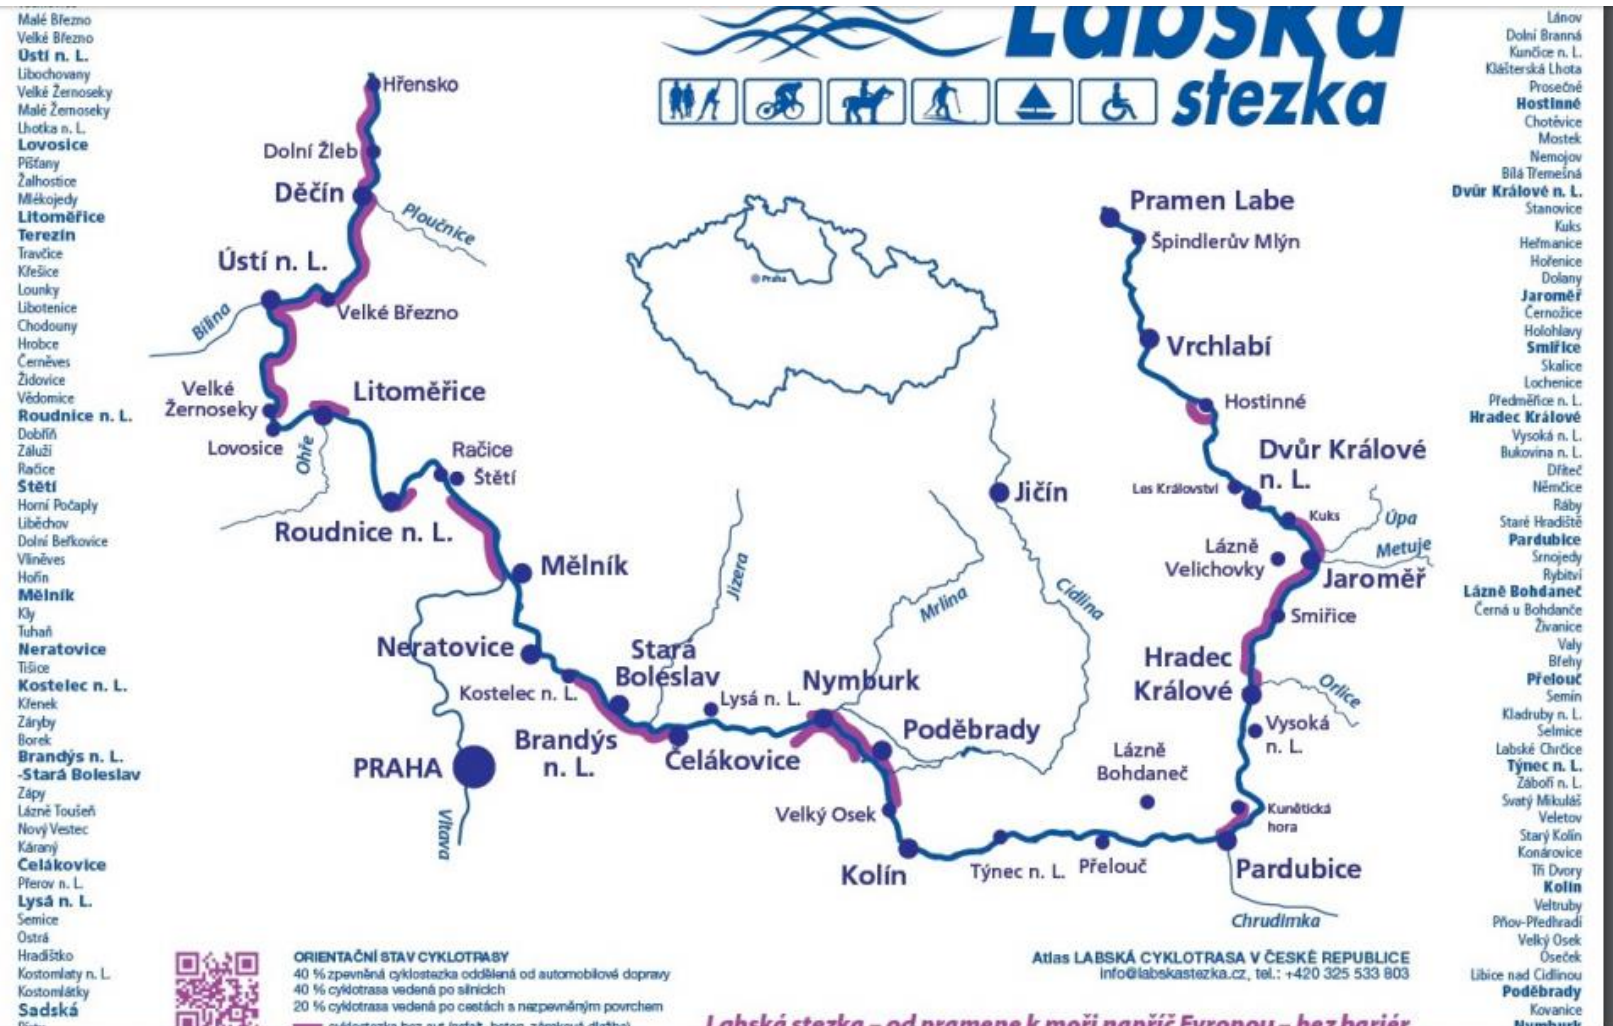 Malé Březno
Velké Březno
Ústí n. L.
Libochovany
Velké Žernoseky
Malé Žernoseky
Lhotka n. L.
Lovosice
Píšťany
Žalhostice
Mlékojedy
Litoměřice
Terezín
Travčice
Křešice
Lounky
Libotenice
Chodouny
Hrobce
Černěves
Židovice
Vědomice
Roudnice n. L.
Dobříň
Záluží
Račice
Štětí
Horní Počaply
Liběchov
Dolní Beřkovice
Vliněves
Hořín
Mělník
Kly
Tuhaň
Neratovice
Tišice
Kostelec n. L.
Křenek
Záryby
Borek
Brandýs n. L.
-Stará Boleslav
Zápy
Lázně Toušeň
Nový Vestec
Káraný
Čelákovice
Přerov n. L.
Lysá n. L.
Semice
Ostrá
Hradištko
Kostomlaty n. L.
Kostomlátky
Sadská
Labská
stezka
Hřensko
Dolní Žleb
Děčín
Ploučnice
Ústí n. L.
Bílina
Velké Březno
Velké
Žernoseky
Litoměřice
Lovosice
Ohře
Račice
Štětí
Roudnice n. L.
Mělník
Neratovice
Kostelec n. L.
Stará
Boleslav
Jizera
Lysá n. L.
Brandýs
n. L.
Čelákovice
PRAHA
Vltava
Nymburk
Mrlina
Cidlina
Jičín
Poděbrady
Velký Osek
Kolín
Týnec n. L.
Přelouč
Praha
Pramen Labe
Špindlerův Mlýn
Vrchlabí
Hostinné
Dvůr Králové
n. L.
Les Království
Kuks
Úpa
Metuje
Lázně
Velichovky
Jaroměř
Smiřice
Hradec
Králové
Orlice
Vysoká
n. L.
Lázně
Bohdaneč
Kunětická
hora
Pardubice
Chrudimka
Lánov
Dolní Branná
Kunčice n. L.
Klášterská Lhota
Prosečné
Hostinné
Chotěvice
Mostek
Nemojov
Bílá Třemešná
Dvůr Králové n. L.
Stanovice
Kuks
Heřmanice
Hořenice
Dolany
Jaroměř
Černožice
Holohlavy
Smiřice
Skalice
Lochenice
Předměřice n. L.
Hradec Králové
Vysoká n. L.
Bukovina n. L.
Dříteč
Němčice
Ráby
Staré Hradiště
Pardubice
Srnojedy
Rybitví
Lázně Bohdaneč
Černá u Bohdanče
Živanice
Valy
Břehy
Přelouč
Semín
Kladruby n. L.
Selmice
Labské Chrčice
Týnec n. L.
Záboří n. L.
Svatý Mikuláš
Veletov
Starý Kolín
Konárovice
Tři Dvory
Kolín
Veltruby
Pňov-Předhradí
Velký Osek
Oseček
Libice nad Cidlinou
Poděbrady
Kovanice
Nymburk
ORIENTAČNÍ STAV CYKLOTRASY
40 % zpevněná cyklostezka oddělená od automobilové dopravy
40 % cyklotrasa vedená po silnicích
20 % cyklotrasa vedená po cestách s nezpevněným povrchem
Atlas LABSKÁ CYKLOTRASA V ČESKÉ REPUBLICE
info@labskastezka.cz, tel.: +420 325 533 803
Labská stezka – od pramene k moři napříč Evropou – bez bariér